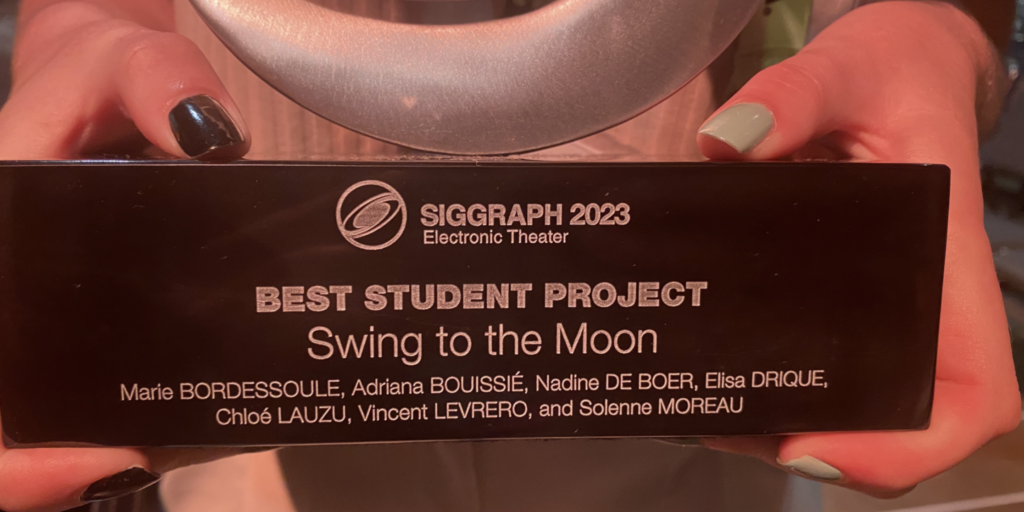 SIGGRAPH 2023
Electronic Theater
BEST STUDENT PROJECT
Swing to the Moon
Marie BORDESSOULE, Adriana BOUISSIÉ, Nadine DE BOER, Elisa DRIQUE,
Chloé LAUZU, Vincent LEVRERO, and Solenne MOREAU